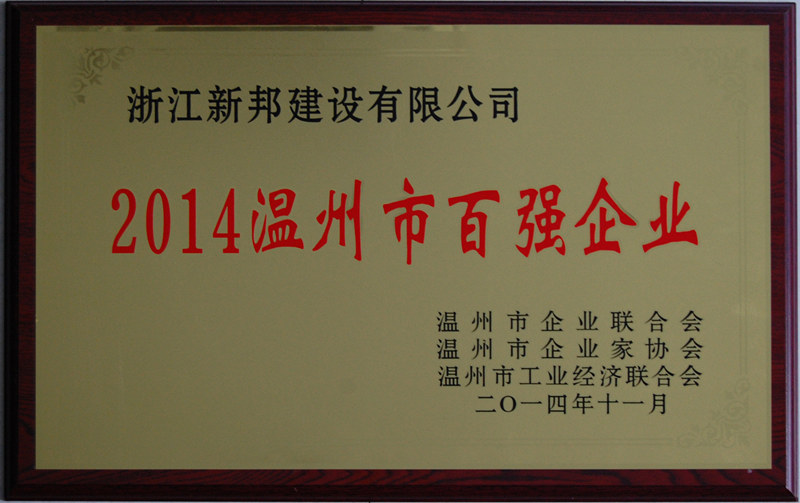 浙江新邦建设有限公司
2014温州市百强企业
温州市企业联合会
温州市企业家协会
温州市工业经济联合会
二〇一四年十一月